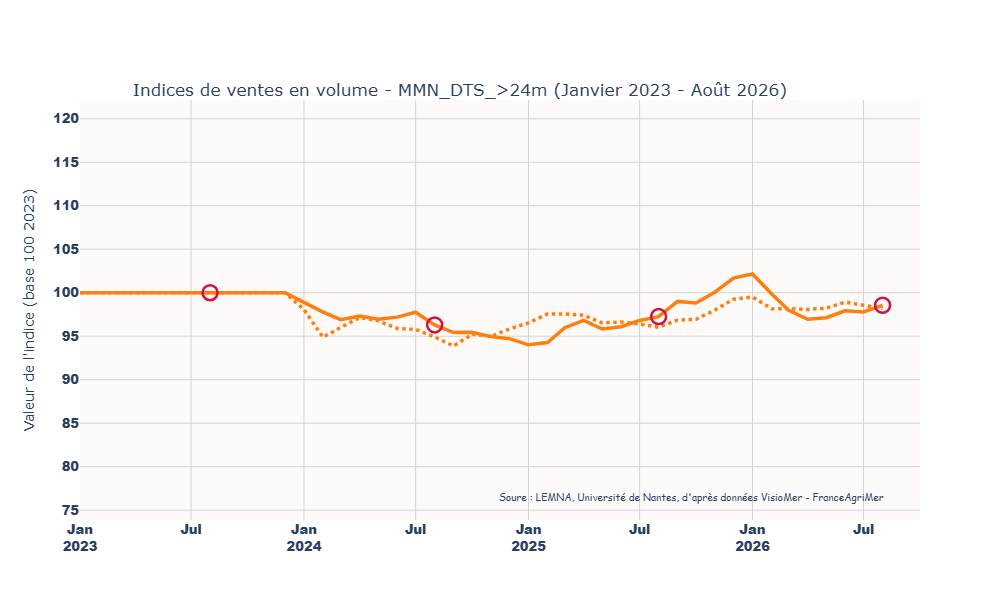 Indices de ventes en volume - MMN_DTS_>24m (Janvier 2023 - Août 2026)
Valeur de l'indice (base 100 2023)
120
115
110
105
100
95
90
85
80
75
Soure : LEMNA, Université de Nantes, d'après données VisioMer - FranceAgriMer
Jan Jul Jan Jul Jan Jul Jan Jul
2023 2024 2025 2026